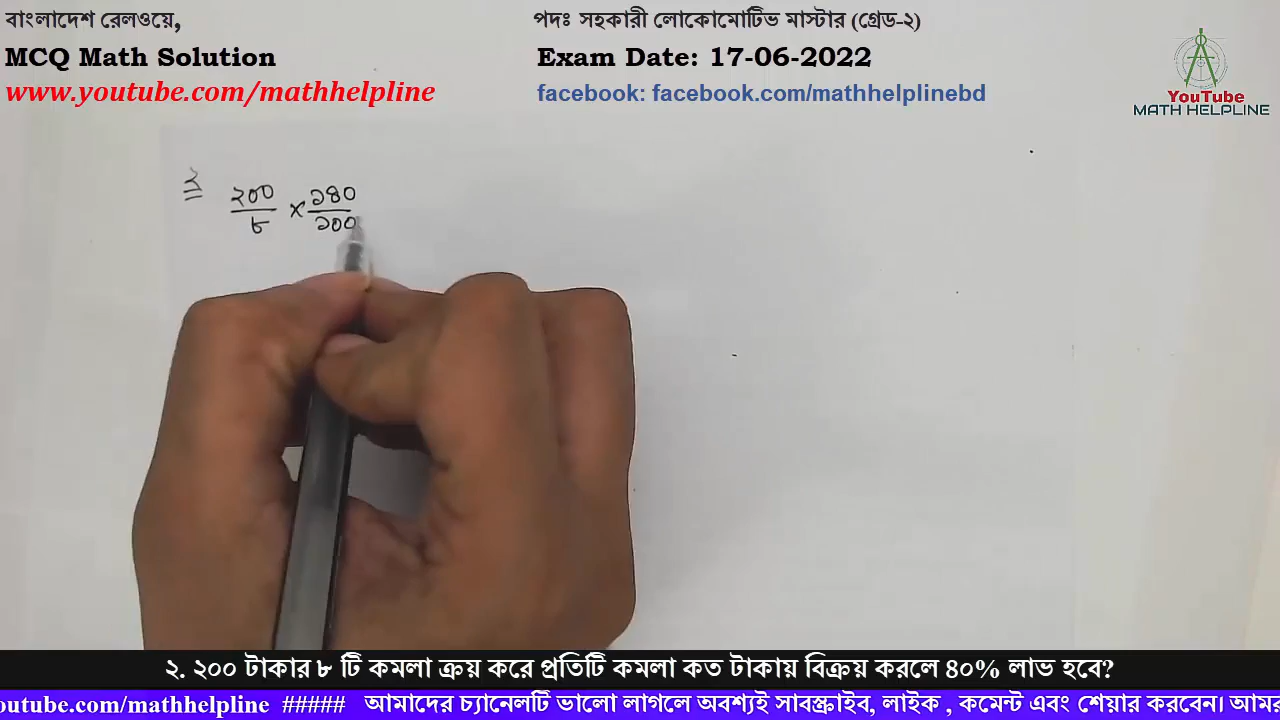 বাংলাদেশ রেলওয়ে,
পদঃ সহকারী লোকোমোটিভ মাস্টার (গ্রেড-২)
MCQ Math Solution
Exam Date: 17-06-2022
www.youtube.com/mathhelpline
facebook: facebook.com/mathhelplinebd
YouTube
MATH HELPLINE
২
২০০ ১৪০
×
৮ ১০০
২. ২০০ টাকার ৮ টি কমলা ক্রয় করে প্রতিটি কমলা কত টাকায় বিক্রয় করলে ৪০% লাভ হবে?
outube.com/mathhelpline ##### আমাদের চ্যানেলটি ভালো লাগলে অবশ্যই সাবস্ক্রাইব, লাইক , কমেন্ট এবং শেয়ার করবেন। আমর